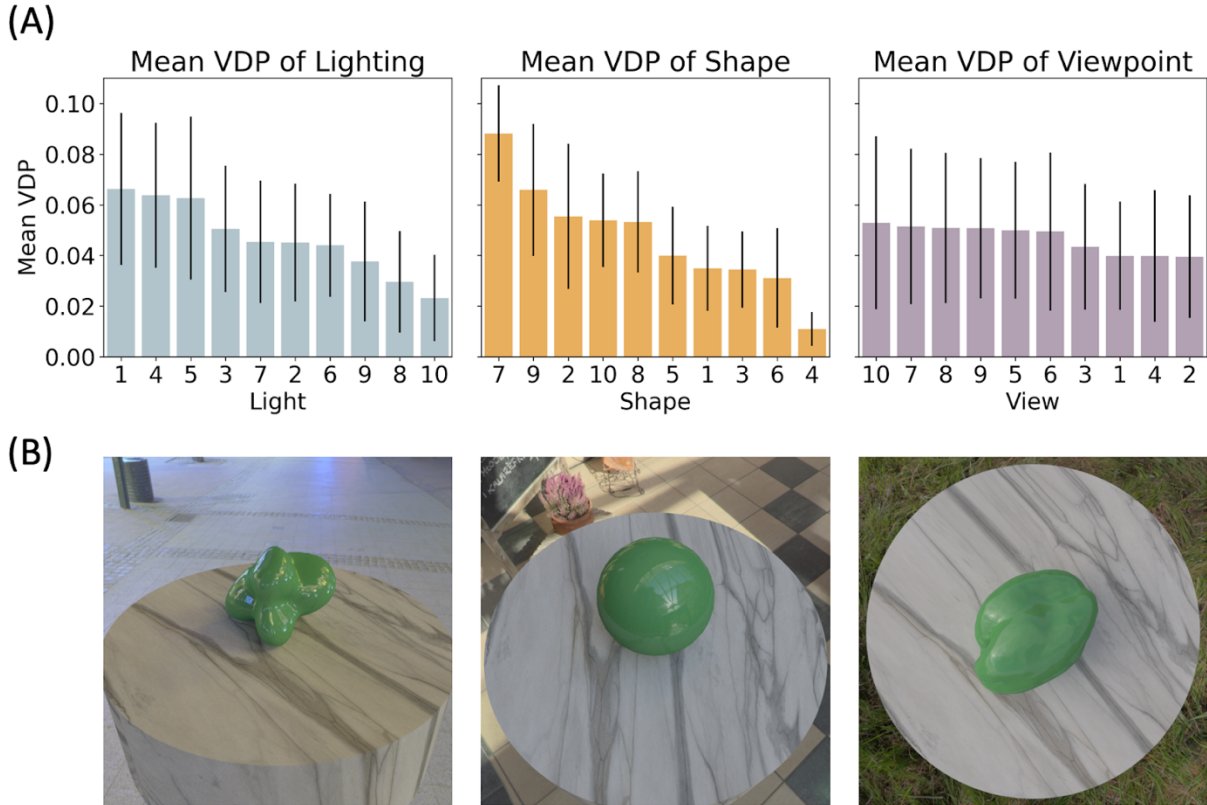 (A)
Mean VDP of Lighting
Mean VDP of Shape
Mean VDP of Viewpoint
Mean VDP
0.10
0.08
0.06
0.04
0.02
0.00
1 4 5 3 7 2 6 9 8 10
7 9 2 10 8 5 1 3 6 4
10 7 8 9 5 6 3 1 4 2
Light
Shape
View
(B)